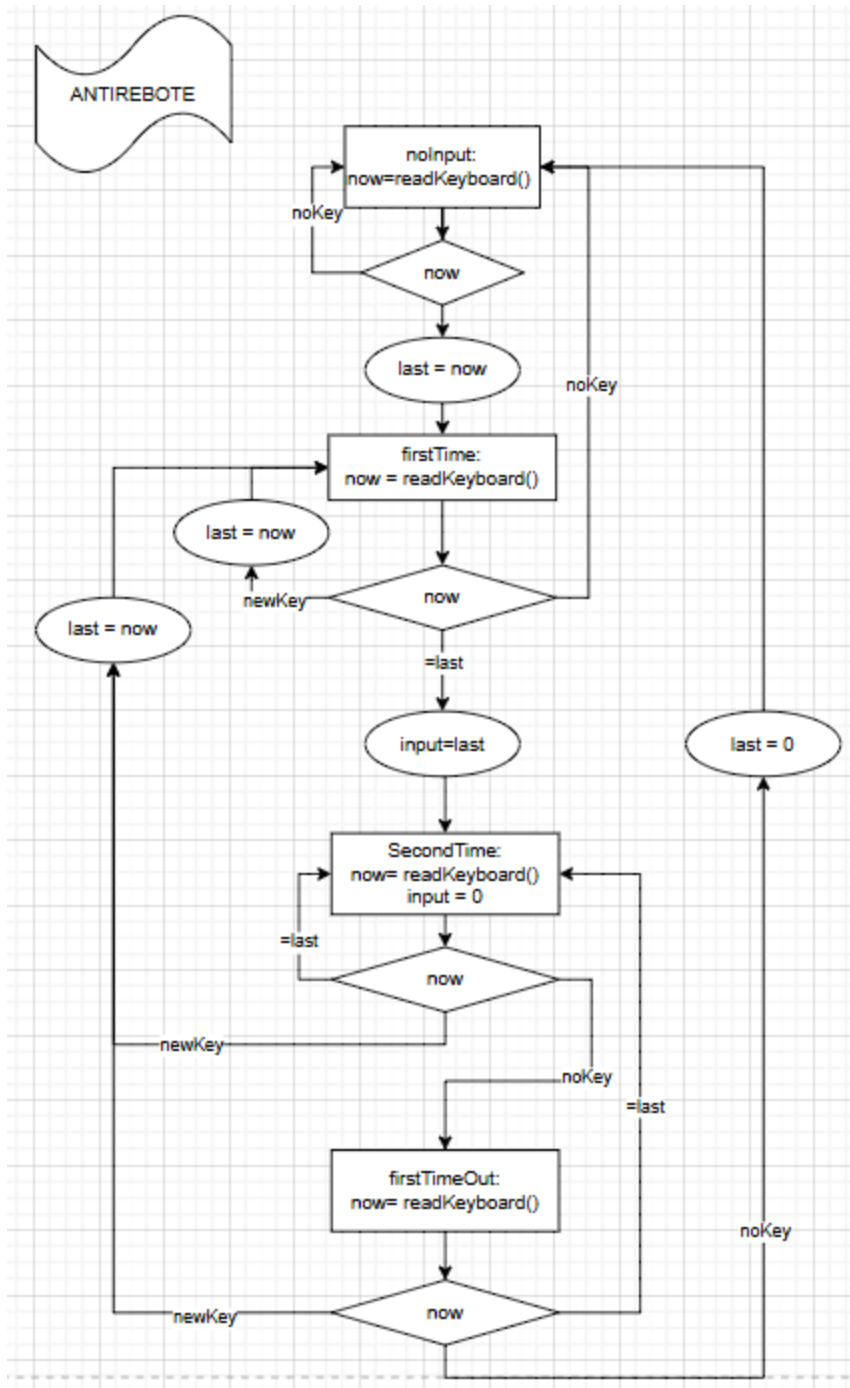 ANTIREBOTE
noInput:
now=readKeyboard()
noKey
now
last = now
noKey
firstTime:
now = readKeyboard()
last = now
newKey
now
last = now
=last
input=last
last = 0
SecondTime:
now= readKeyboard()
input = 0
=last
now
newKey
noKey
=last
firstTimeOut:
now= readKeyboard()
noKey
newKey
now